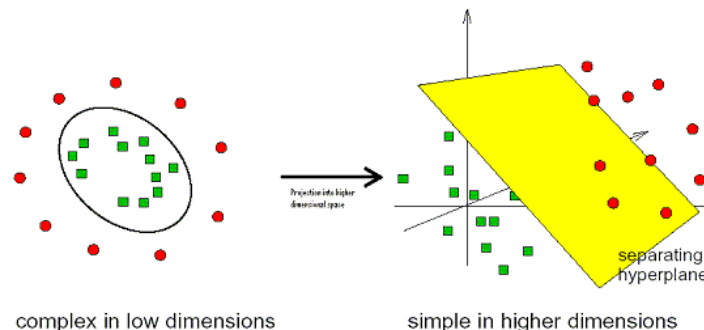 Projection into higher
dimensional space
separating
hyperplane
complex in low dimensions
simple in higher dimensions